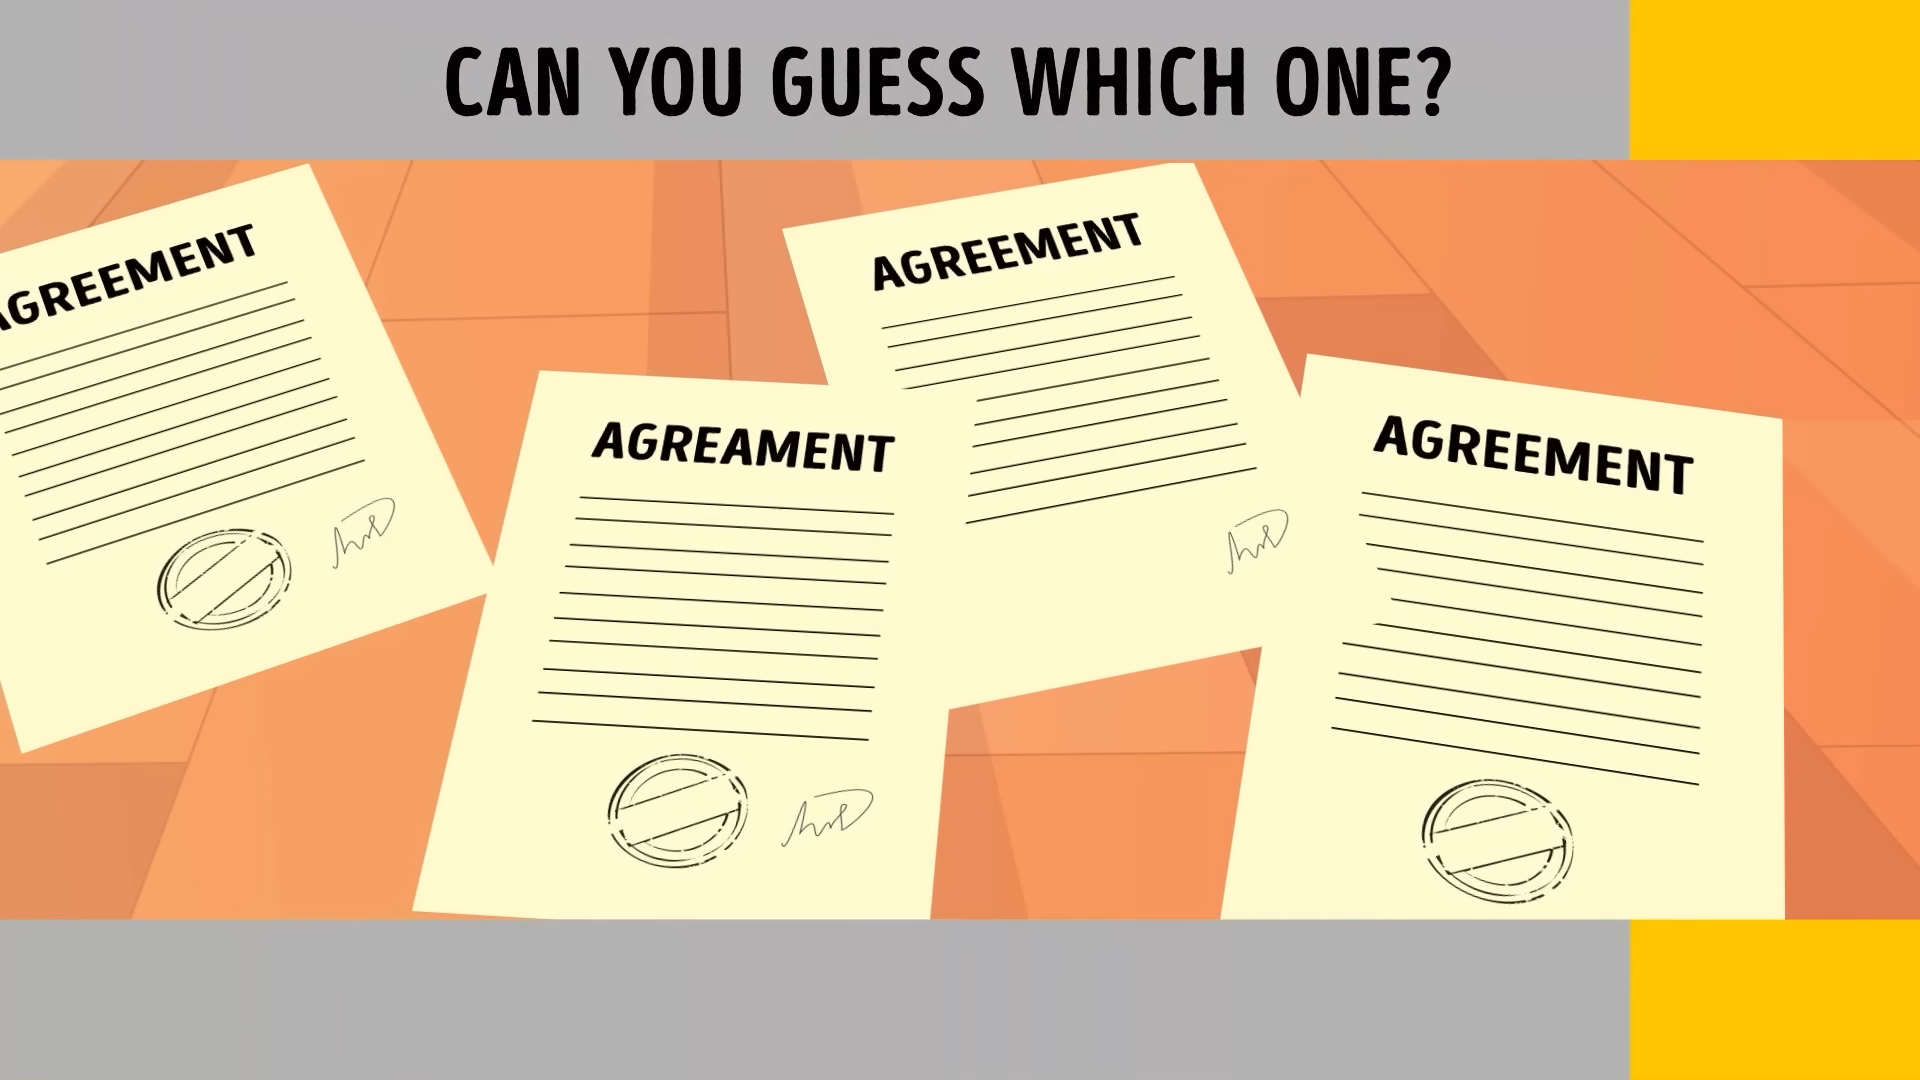 CAN YOU GUESS WHICH ONE?
AGREEMENT
AGREEMENT
AGREAMENT
AGREEMENT